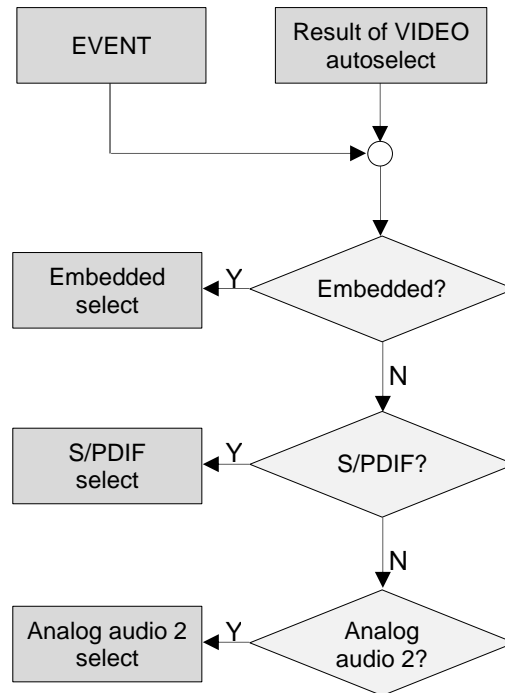 EVENT
Result of VIDEO
autoselect
Embedded
select
Y
Embedded?
N
S/PDIF
select
Y
S/PDIF?
N
Analog audio 2
select
Y
Analog
audio 2?